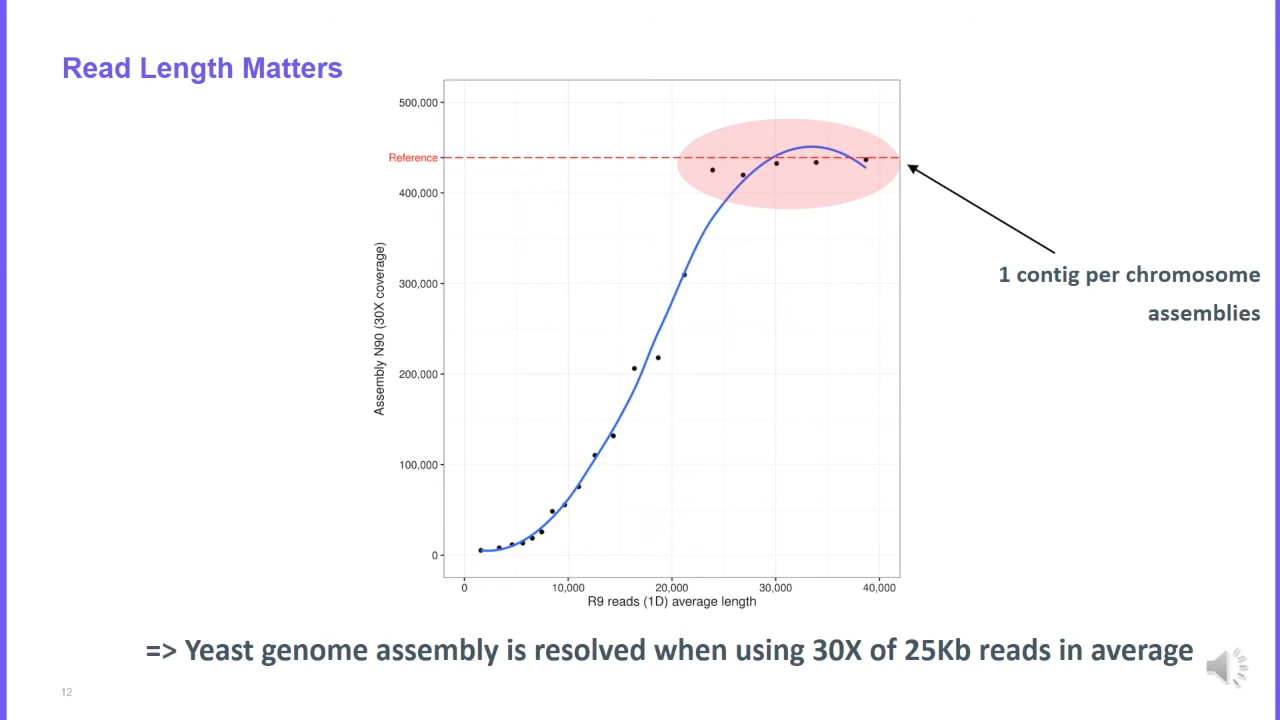 Read Length Matters
500,000
Reference
400,000
300,000
200,000
100,000
0
Assembly N90 (30X coverage)
0 10,000 20,000 30,000 40,000
R9 reads (1D) average length
1 contig per chromosome
assemblies
=> Yeast genome assembly is resolved when using 30X of 25Kb reads in average
12